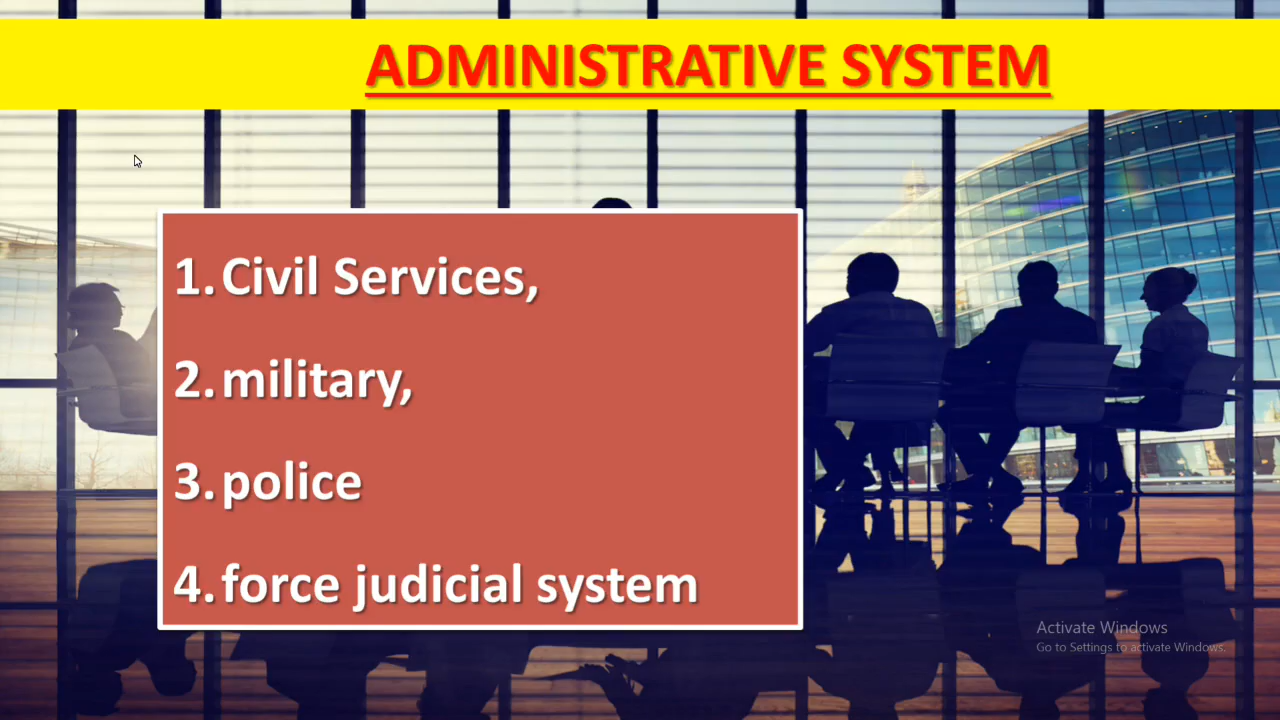 ADMINISTRATIVE SYSTEM
1. Civil Services,
2. military,
3. police
4. force judicial system
Activate Windows
Go to Settings to activate Windows.